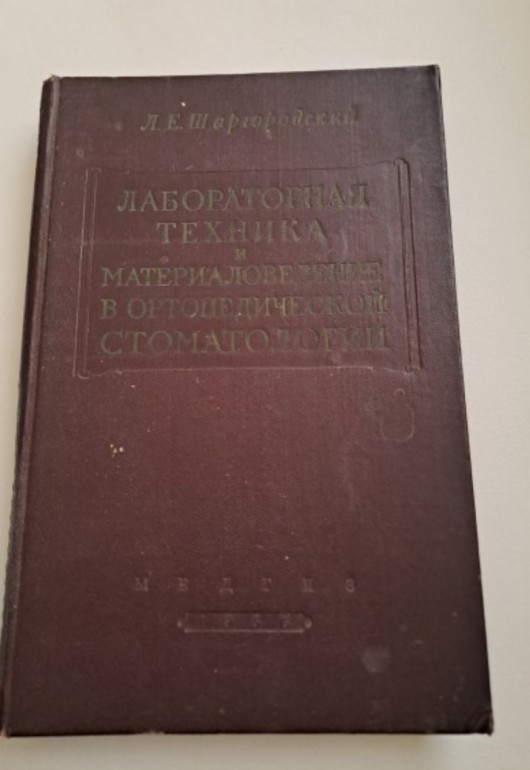 Л. Е. Шаргородский
ЛАБОРАТОРНАЯ
ТЕХНИКА
И
МАТЕРИАЛОВЕДЕНИЕ
В ОРТОПЕДИЧЕСКОЙ
СТОМАТОЛОГИИ
МЕДГИЗ